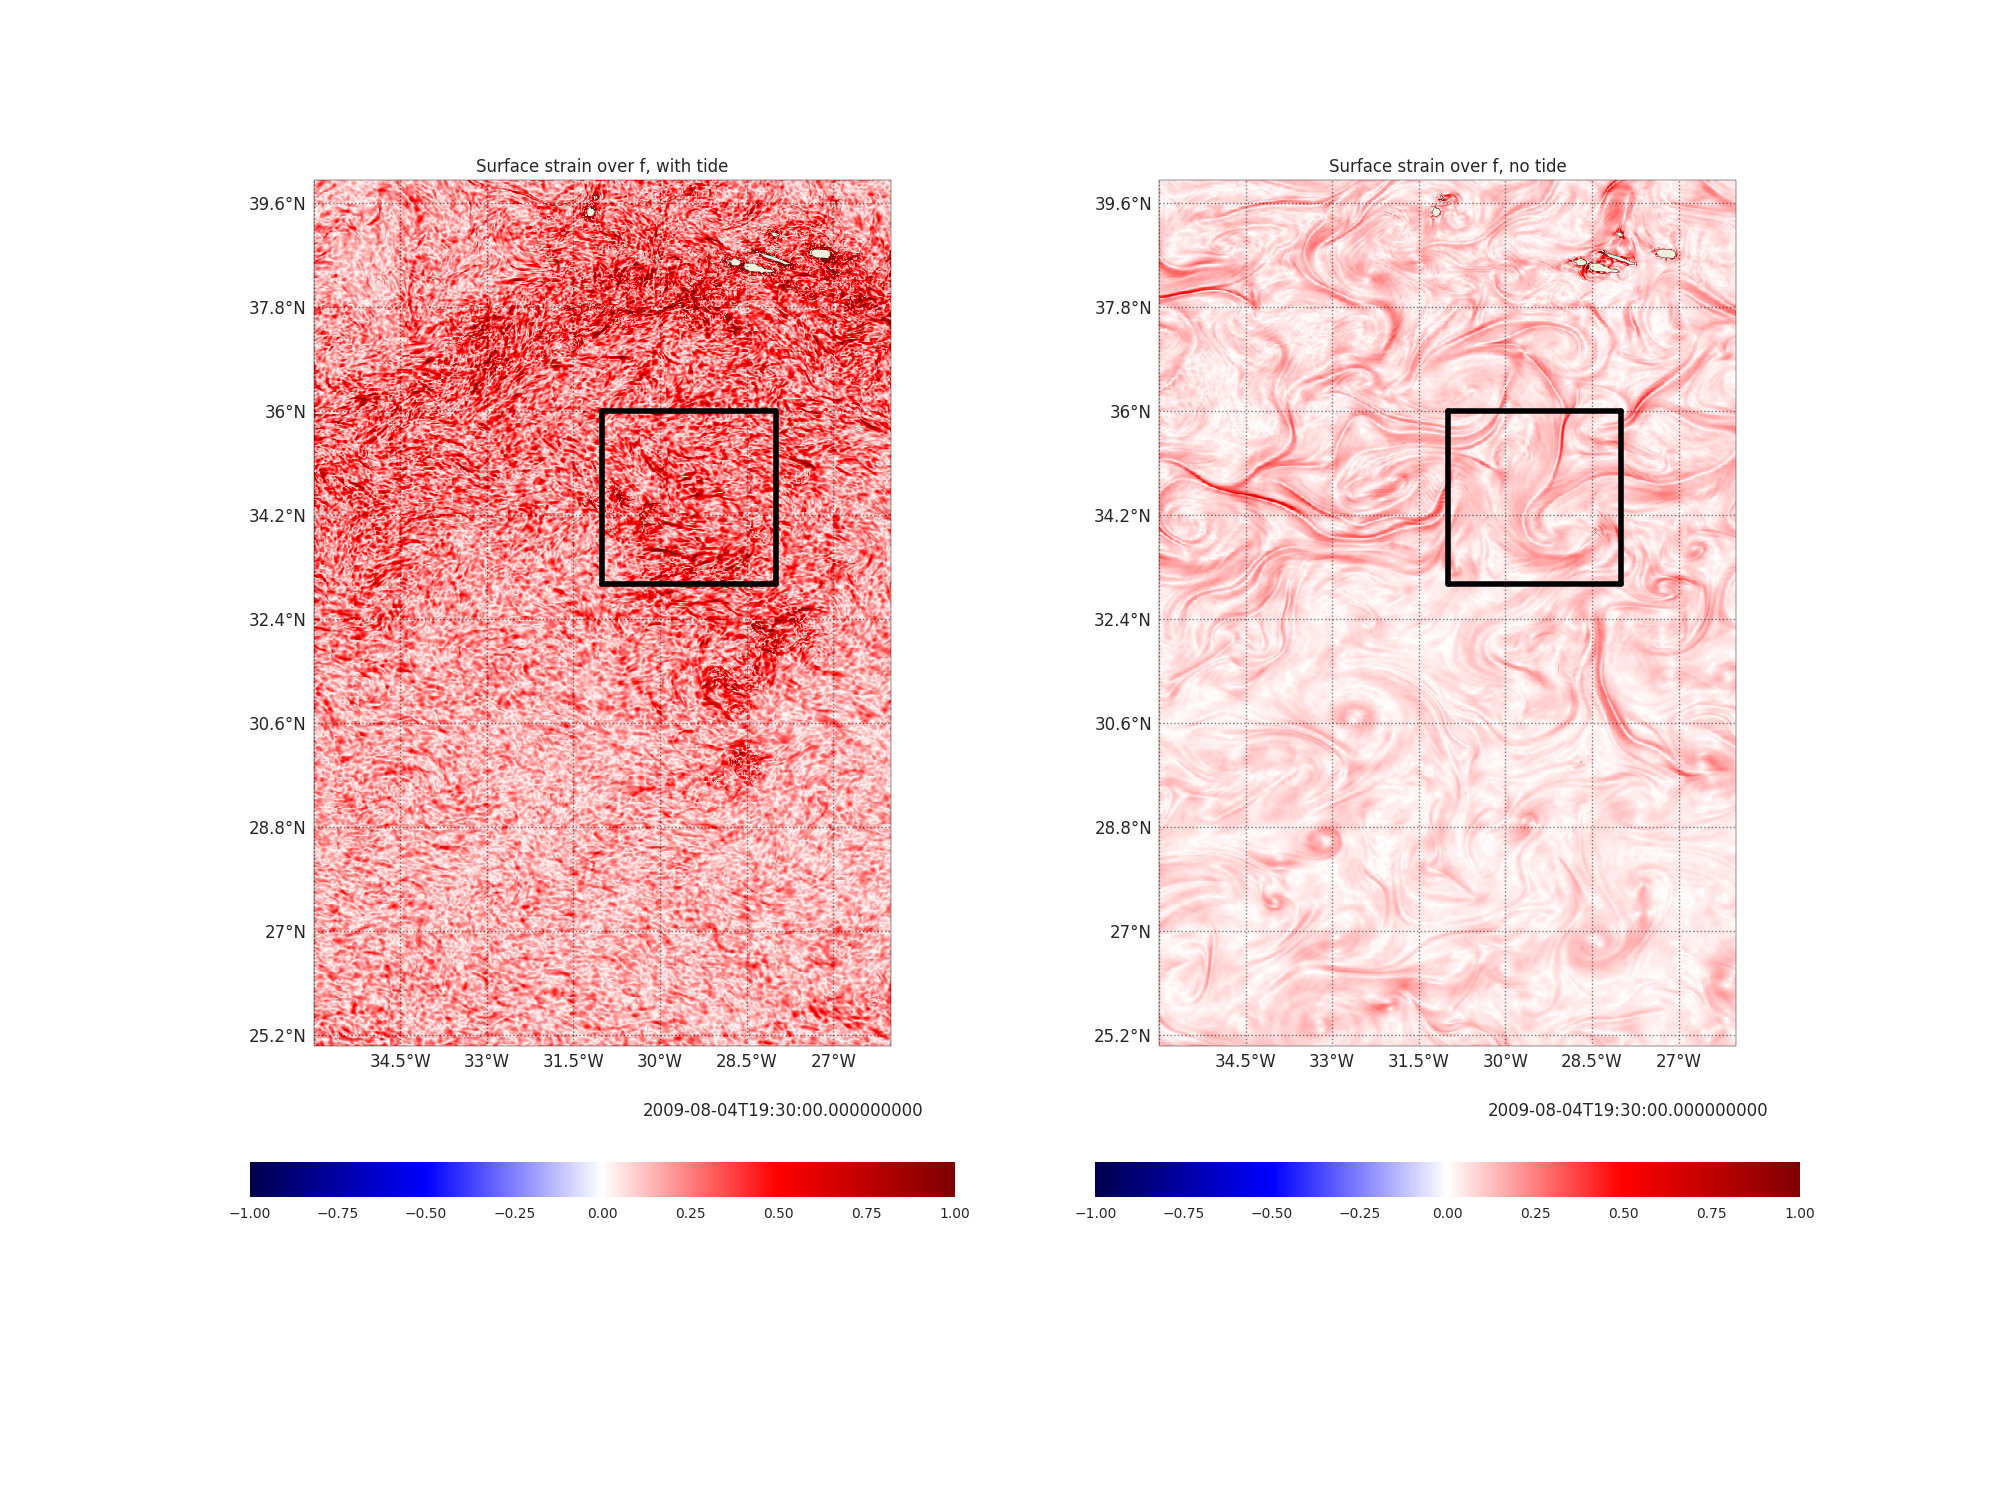 Surface strain over f, with tide
39.6°N
37.8°N
36°N
34.2°N
32.4°N
30.6°N
28.8°N
27°N
25.2°N
34.5°W 33°W 31.5°W 30°W 28.5°W 27°W
2009-08-04T19:30:00.000000000
−1.00 −0.75 −0.50 −0.25 0.00 0.25 0.50 0.75 1.00
Surface strain over f, no tide
39.6°N
37.8°N
36°N
34.2°N
32.4°N
30.6°N
28.8°N
27°N
25.2°N
34.5°W 33°W 31.5°W 30°W 28.5°W 27°W
2009-08-04T19:30:00.000000000
−1.00 −0.75 −0.50 −0.25 0.00 0.25 0.50 0.75 1.00